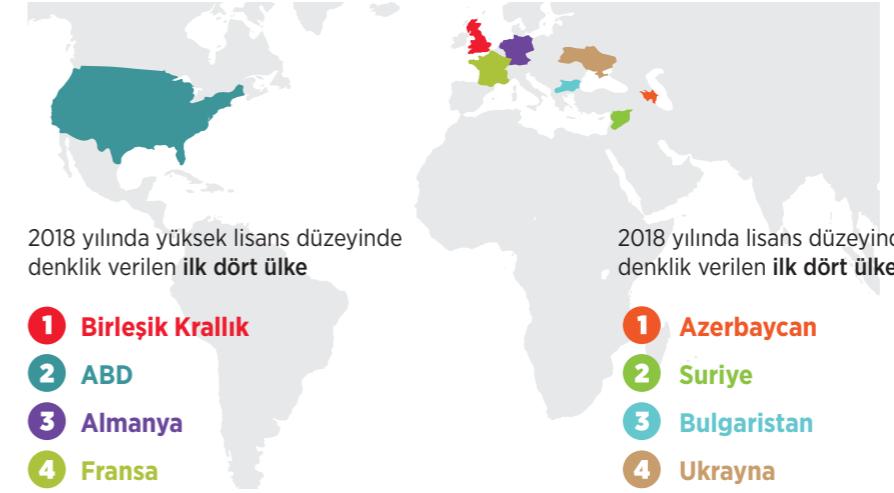 2018 yılında yüksek lisans düzeyinde
denklik verilen ilk dört ülke
1 Birleşik Krallık
2 ABD
3 Almanya
4 Fransa
2018 yılında lisans düzeyind
denklik verilen ilk dört ülke
1 Azerbaycan
2 Suriye
3 Bulgaristan
4 Ukrayna